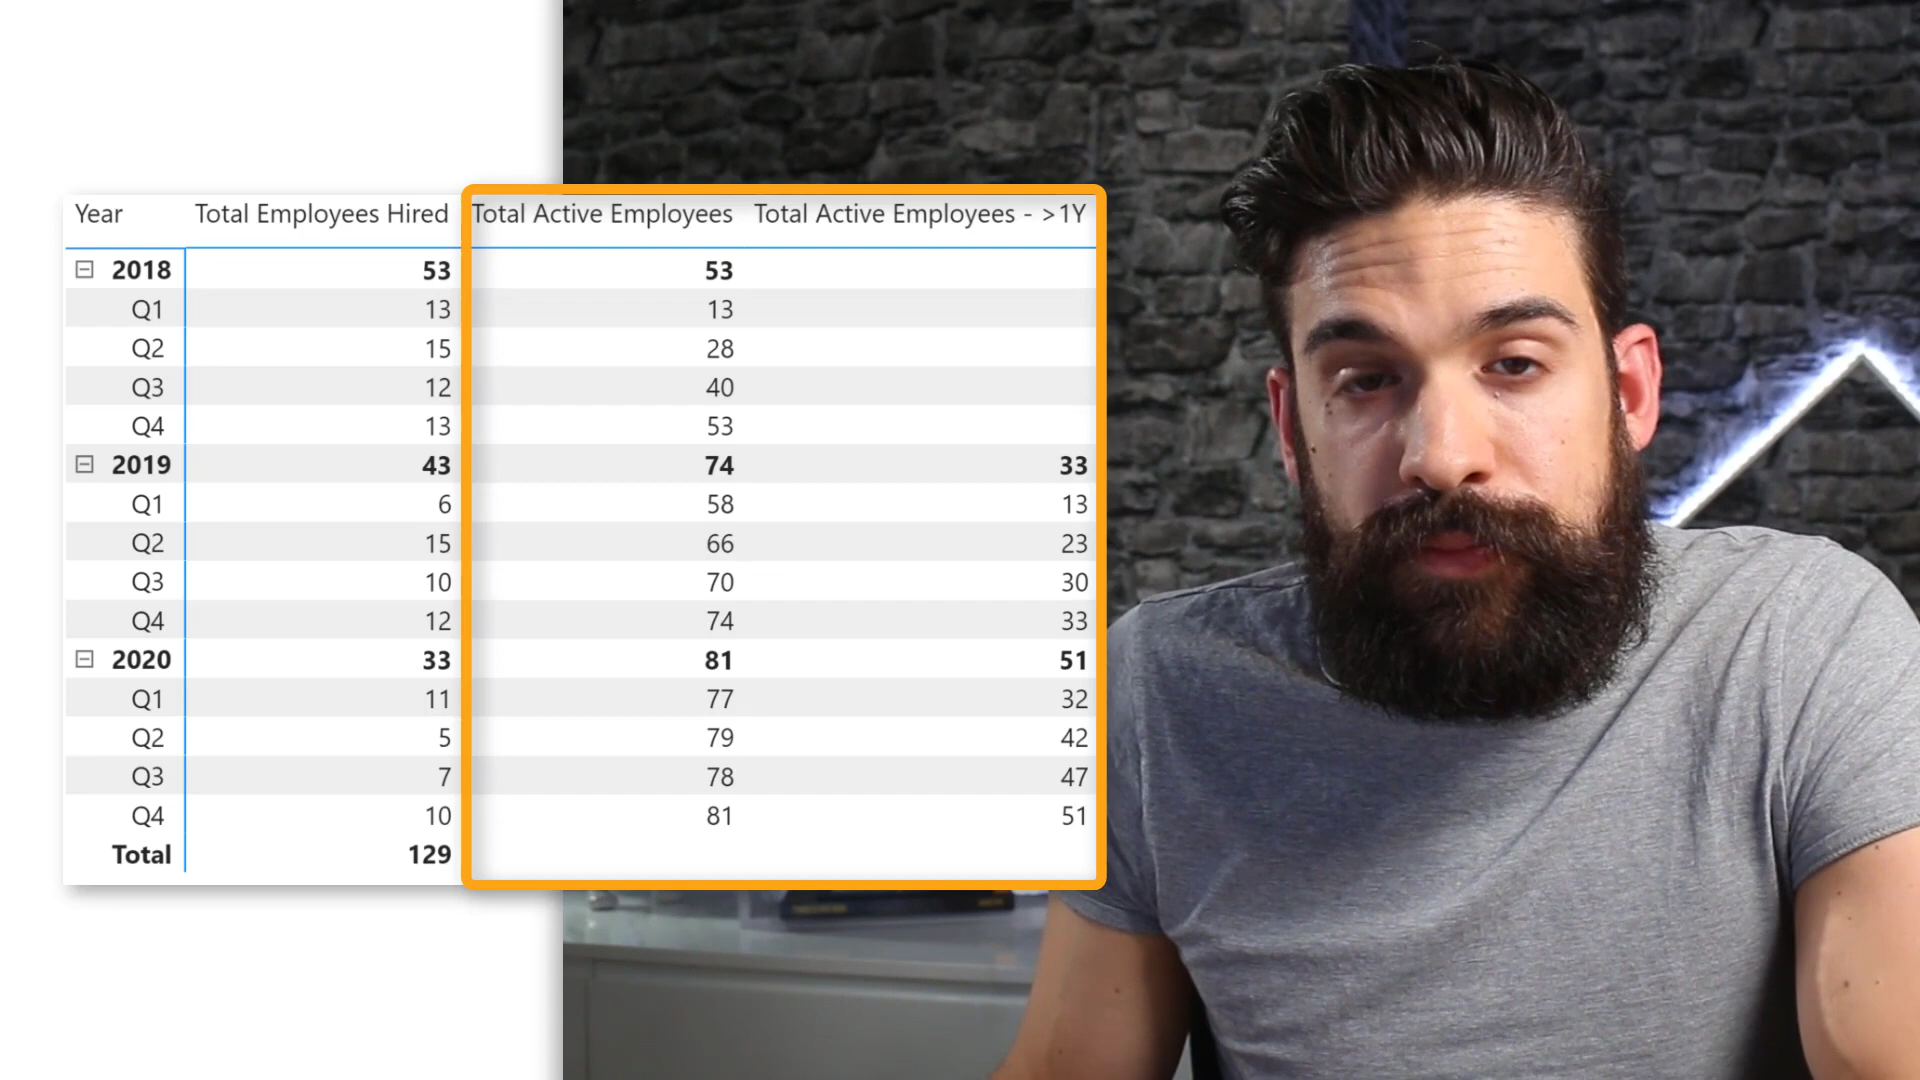 Year Total Employees Hired Total Active Employees Total Active Employees - >1Y
2018 53 53
Q1 13 13
Q2 15 28
Q3 12 40
Q4 13 53
2019 43 74 33
Q1 6 58 13
Q2 15 66 23
Q3 10 70 30
Q4 12 74 33
2020 33 81 51
Q1 11 77 32
Q2 5 79 42
Q3 7 78 47
Q4 10 81 51
Total 129